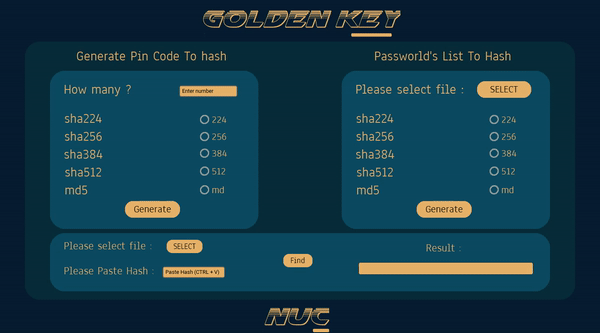 GOLDEN KEY
Generate Pin Code To hash
How many ?
Enter number
sha224
224
sha256
256
sha384
384
sha512
512
md5
md
Generate
Passworld's List To Hash
Please select file :
SELECT
sha224
224
sha256
256
sha384
384
sha512
512
md5
md
Generate
Please select file :
SELECT
Please Paste Hash :
Paste Hash (CTRL + V)
Find
Result :
NUC